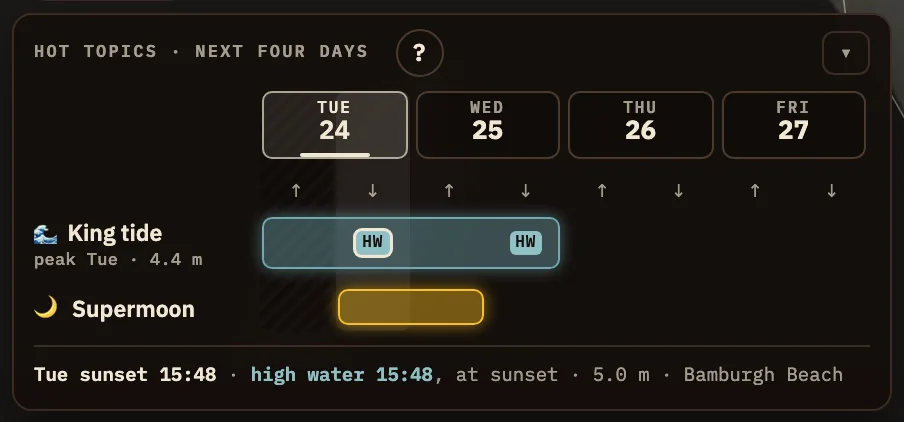 HOT TOPICS · NEXT FOUR DAYS ? ▼
TUE WED THU FRI
24 25 26 27
↑ ↓ ↑ ↓ ↑ ↓ ↑ ↓
🌊 King tide HW HW
peak Tue · 4.4 m
🌙 Supermoon
Tue sunset 15:48 · high water 15:48, at sunset · 5.0 m · Bamburgh Beach